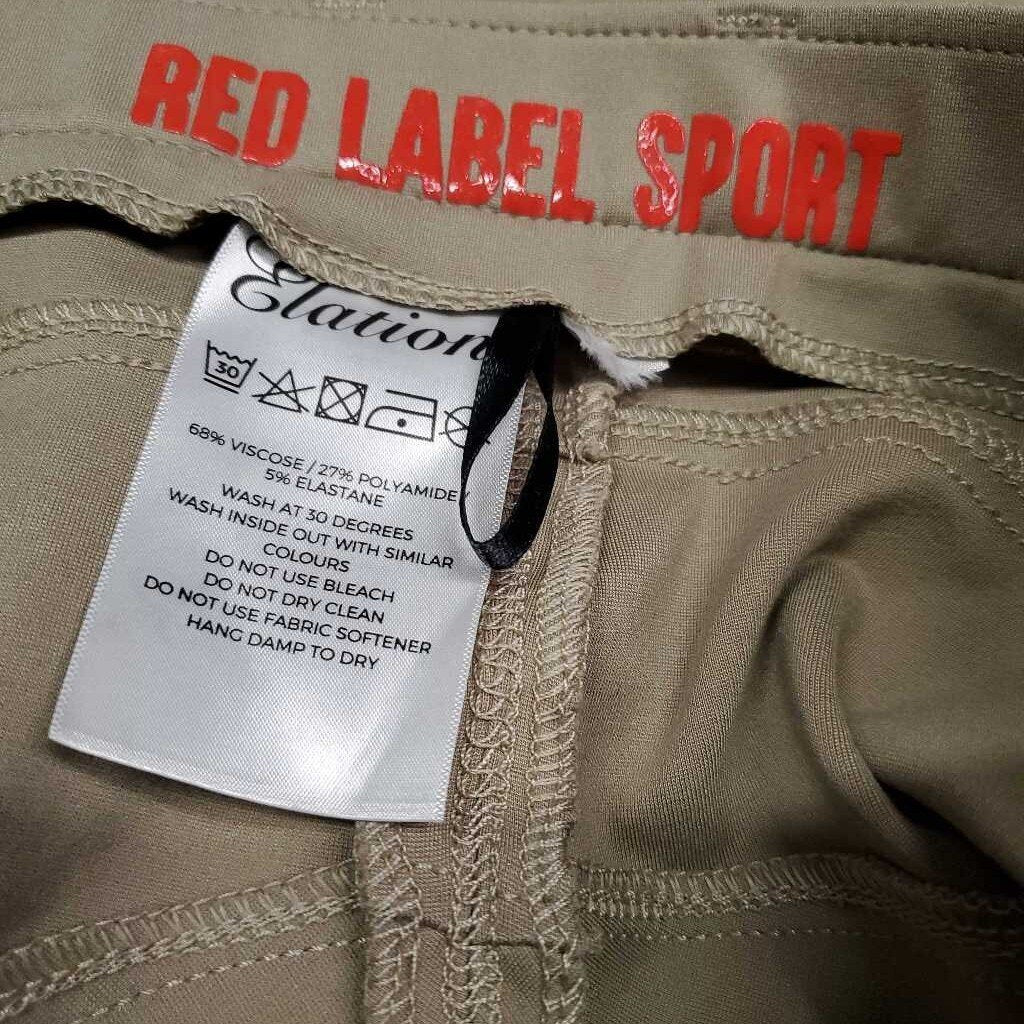 RED LABEL SPORT
Elation
30
68% VISCOSE / 27% POLYAMIDE/
5% ELASTANE
WASH AT 30 DEGREES
WASH INSIDE OUT WITH SIMILAR
COLOURS
DO NOT USE BLEACH
DO NOT DRY CLEAN
DO NOT USE FABRIC SOFTENER
HANG DAMP TO DRY